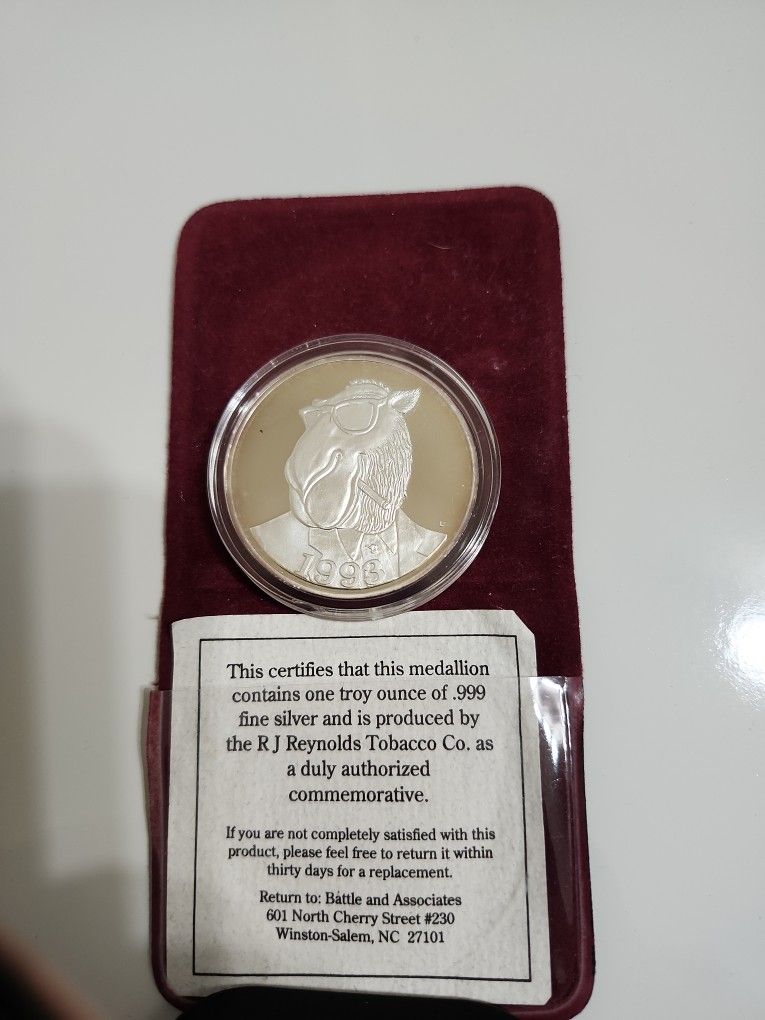 1993
This certifies that this medallion
contains one troy ounce of .999
fine silver and is produced by
the R J Reynolds Tobacco Co. as
a duly authorized
commemorative.
If you are not completely satisfied with this
product, please feel free to return it within
thirty days for a replacement.
Return to: Battle and Associates
601 North Cherry Street #230
Winston-Salem, NC 27101